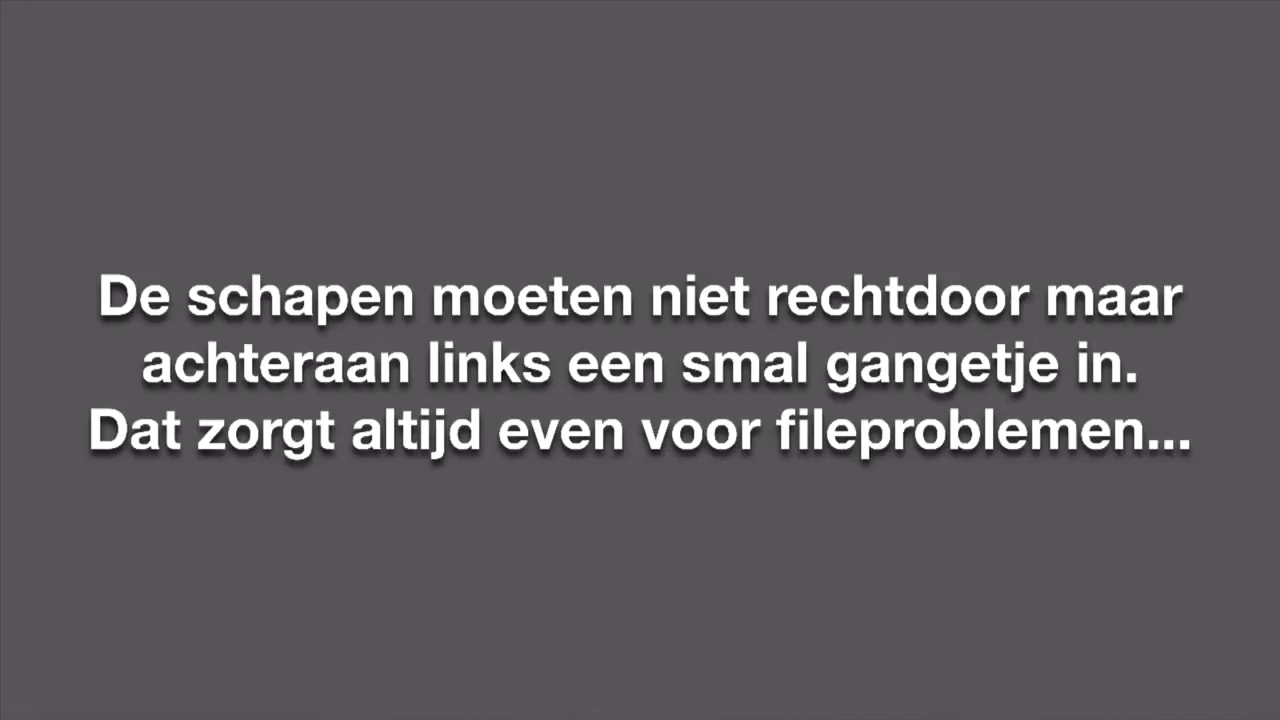 De schapen moeten niet rechtdoor maar
achteraan links een smal gangetje in.
Dat zorgt altijd even voor fileproblemen...